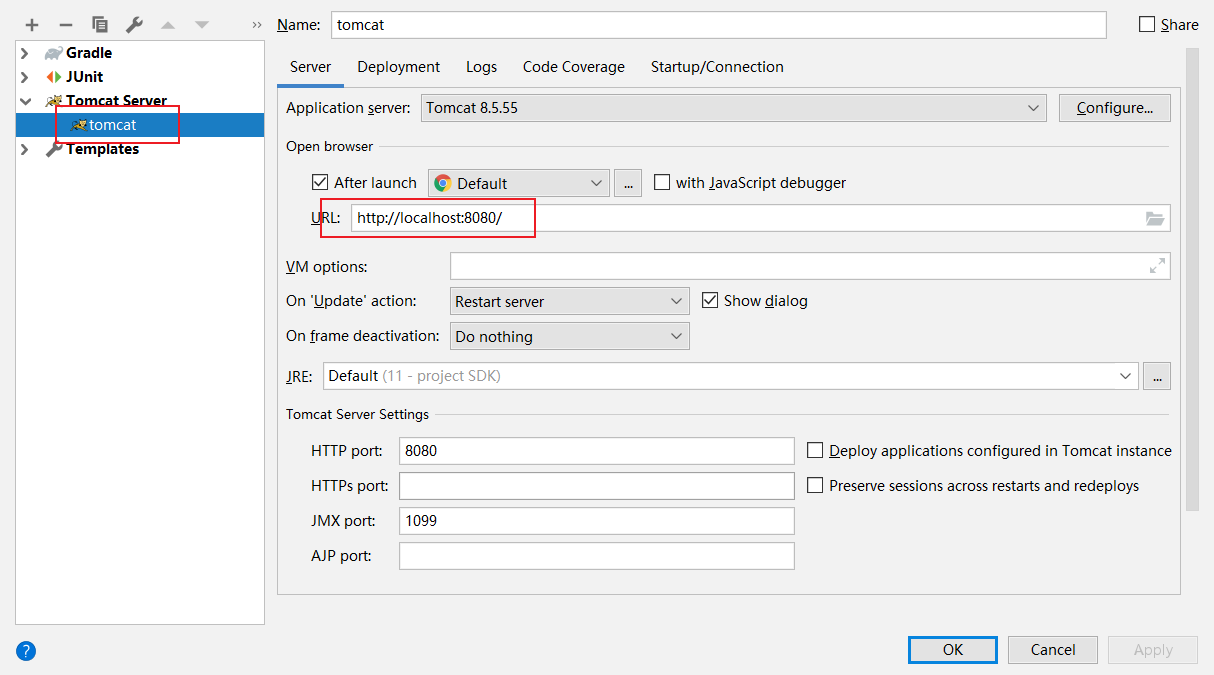 Name: tomcat Share
Gradle
JUnit
Tomcat Server
tomcat
Templates
Server Deployment Logs Code Coverage Startup/Connection
Application server: Tomcat 8.5.55 Configure...
Open browser
After launch Default ... with JavaScript debugger
URL: http://localhost:8080/
VM options:
On 'Update' action: Restart server Show dialog
On frame deactivation: Do nothing
JRE: Default (11 - project SDK) ...
Tomcat Server Settings
HTTP port: 8080 Deploy applications configured in Tomcat instance
HTTPs port: Preserve sessions across restarts and redeploys
JMX port: 1099
AJP port:
? OK Cancel Apply